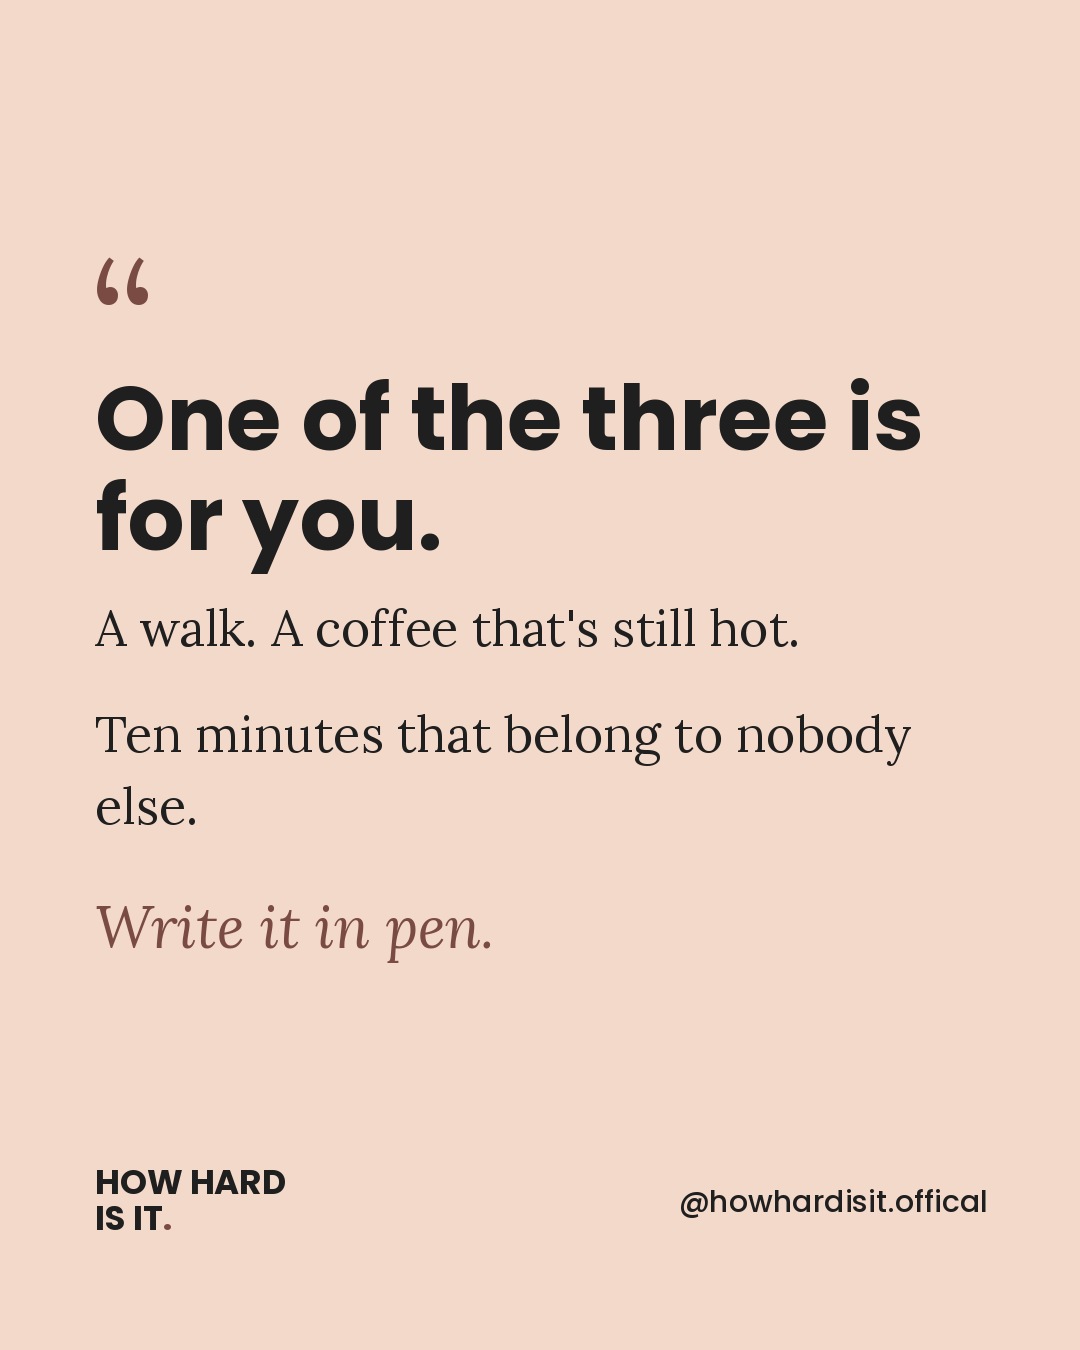 “
One of the three is
for you.
A walk. A coffee that's still hot.
Ten minutes that belong to nobody
else.
Write it in pen.
HOW HARD
IS IT.
@howhardisit.offical